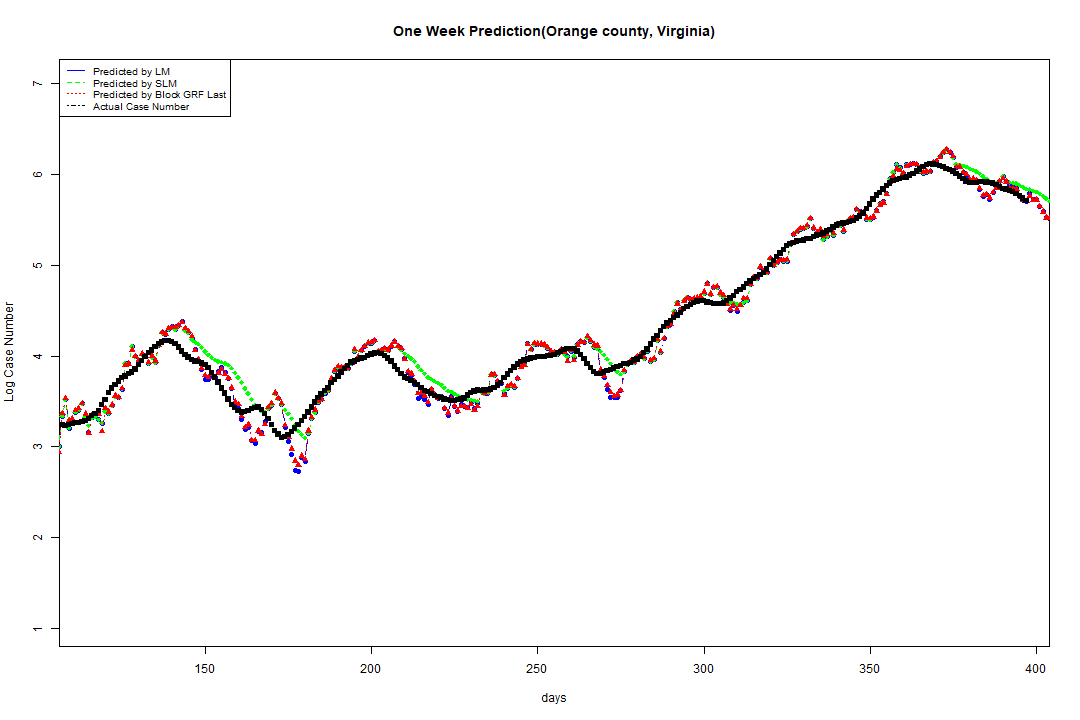 One Week Prediction(Orange county, Virginia)
Predicted by LM
Predicted by SLM
Predicted by Block GRF Last
Actual Case Number
7
6
5
4
3
2
1
Log Case Number
150 200 250 300 350 400
days